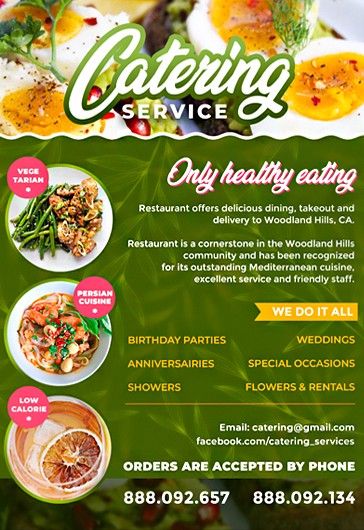 Catering
SERVICE
Only healthy eating
VEGE
TARIAN
Restaurant offers delicious dining, takeout and
delivery to Woodland Hills, CA.
Restaurant is a cornerstone in the Woodland Hills
community and has been recognized
for its outstanding Mediterranean cuisine,
excellent service and friendly staff.
PERSIAN
CUISINE
WE DO IT ALL
BIRTHDAY PARTIES
WEDDINGS
ANNIVERSAIRIES
SPECIAL OCCASIONS
SHOWERS
FLOWERS & RENTALS
LOW
CALORIE
Email: catering@gmail.com
facebook.com/catering_services
ORDERS ARE ACCEPTED BY PHONE
888.092.657 888.092.134